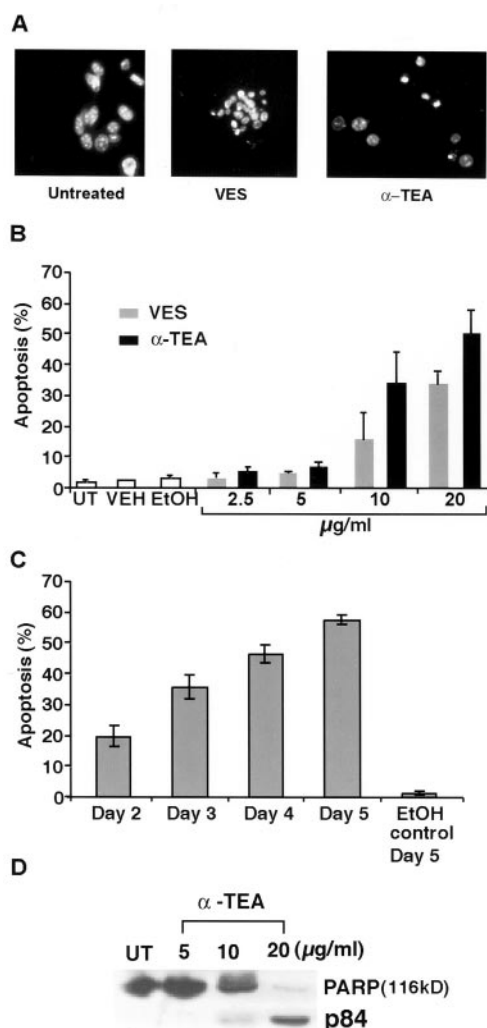 A
Untreated
VES
α–TEA
B
Apoptosis (%)
70
60
50
40
30
20
10
0
VES
α-TEA
UT VEH EtOH 2.5 5 10 20
µg/ml
C
Apoptosis (%)
70
60
50
40
30
20
10
0
Day 2 Day 3 Day 4 Day 5 EtOH
control
Day 5
D
α -TEA
UT 5 10 20 (µg/ml)
PARP(116kD)
p84